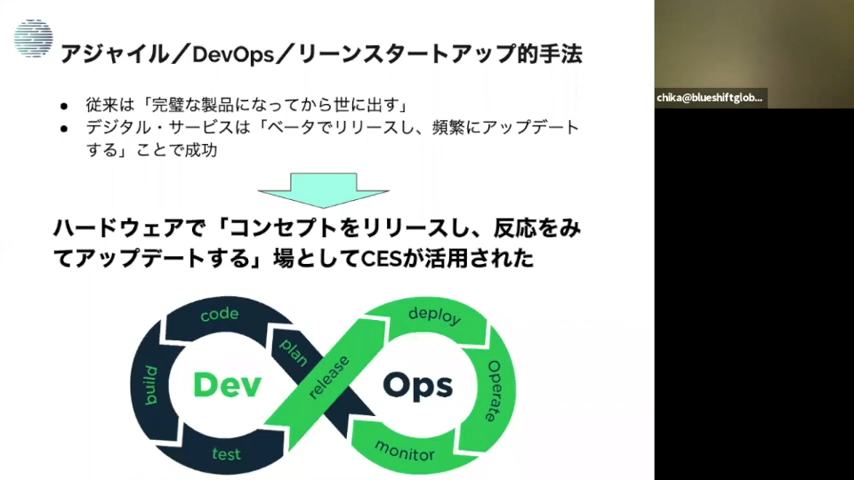 アジャイル／DevOps／リーンスタートアップ的手法
chika@blueshiftglob...
● 従来は「完璧な製品になってから世に出す」
● デジタル・サービスは「ベータでリリースし、頻繁にアップデート
する」ことで成功
ハードウェアで「コンセプトをリリースし、反応をみ
てアップデートする」場としてCESが活用された
code
deploy
plan
release
build
Dev
Ops
Operate
test
monitor